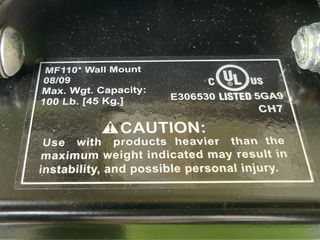 MF110* Wall Mount
08/09
Max. Wgt. Capacity:
100 Lb. [45 Kg.]
C UL US
®
E306530 LISTED 5GA9
CH7
⚠CAUTION:
Use with products heavier than the
maximum weight indicated may result in
instability, and possible personal injury.